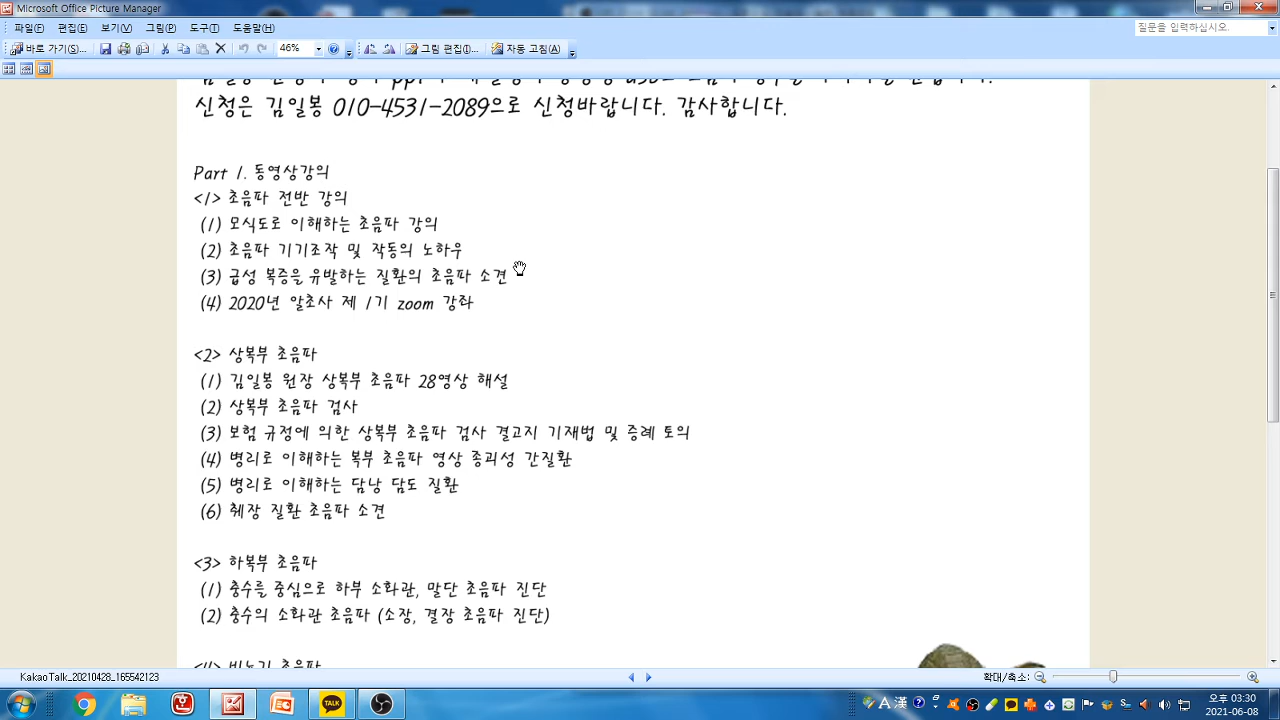 Microsoft Office Picture Manager
파일(F) 편집(E) 보기(V) 그림(P) 도구(T) 도움말(H)
질문을 입력하십시오.
바로 가기(S)... 46% 그림 편집(I)... 자동 고침(A)
신청은 김일봉 010-4531-2089으로 신청바랍니다. 감사합니다.
Part 1. 동영상강의
<1> 초음파 전반 강의
(1) 모식도로 이해하는 초음파 강의
(2) 초음파 기기조작 및 작동의 노하우
(3) 급성 복증을 유발하는 질환의 초음파 소견
(4) 2020년 알초사 제 1기 zoom 강좌
<2> 상복부 초음파
(1) 김일봉 원장 상복부 초음파 28영상 해설
(2) 상복부 초음파 검사
(3) 보험 규정에 의한 상복부 초음파 검사 결고지 기재법 및 증례 토의
(4) 병리로 이해하는 복부 초음파 영상 종괴성 간질환
(5) 병리로 이해하는 담낭 담도 질환
(6) 췌장 질환 초음파 소견
<3> 하복부 초음파
(1) 충수를 중심으로 하부 소화관, 말단 초음파 진단
(2) 충수의 소화관 초음파 (소장, 결장 초음파 진단)
KakaoTalk_20210428_165542123
확대/축소:
TALK
A 漢
오후 03:30
2021-06-08